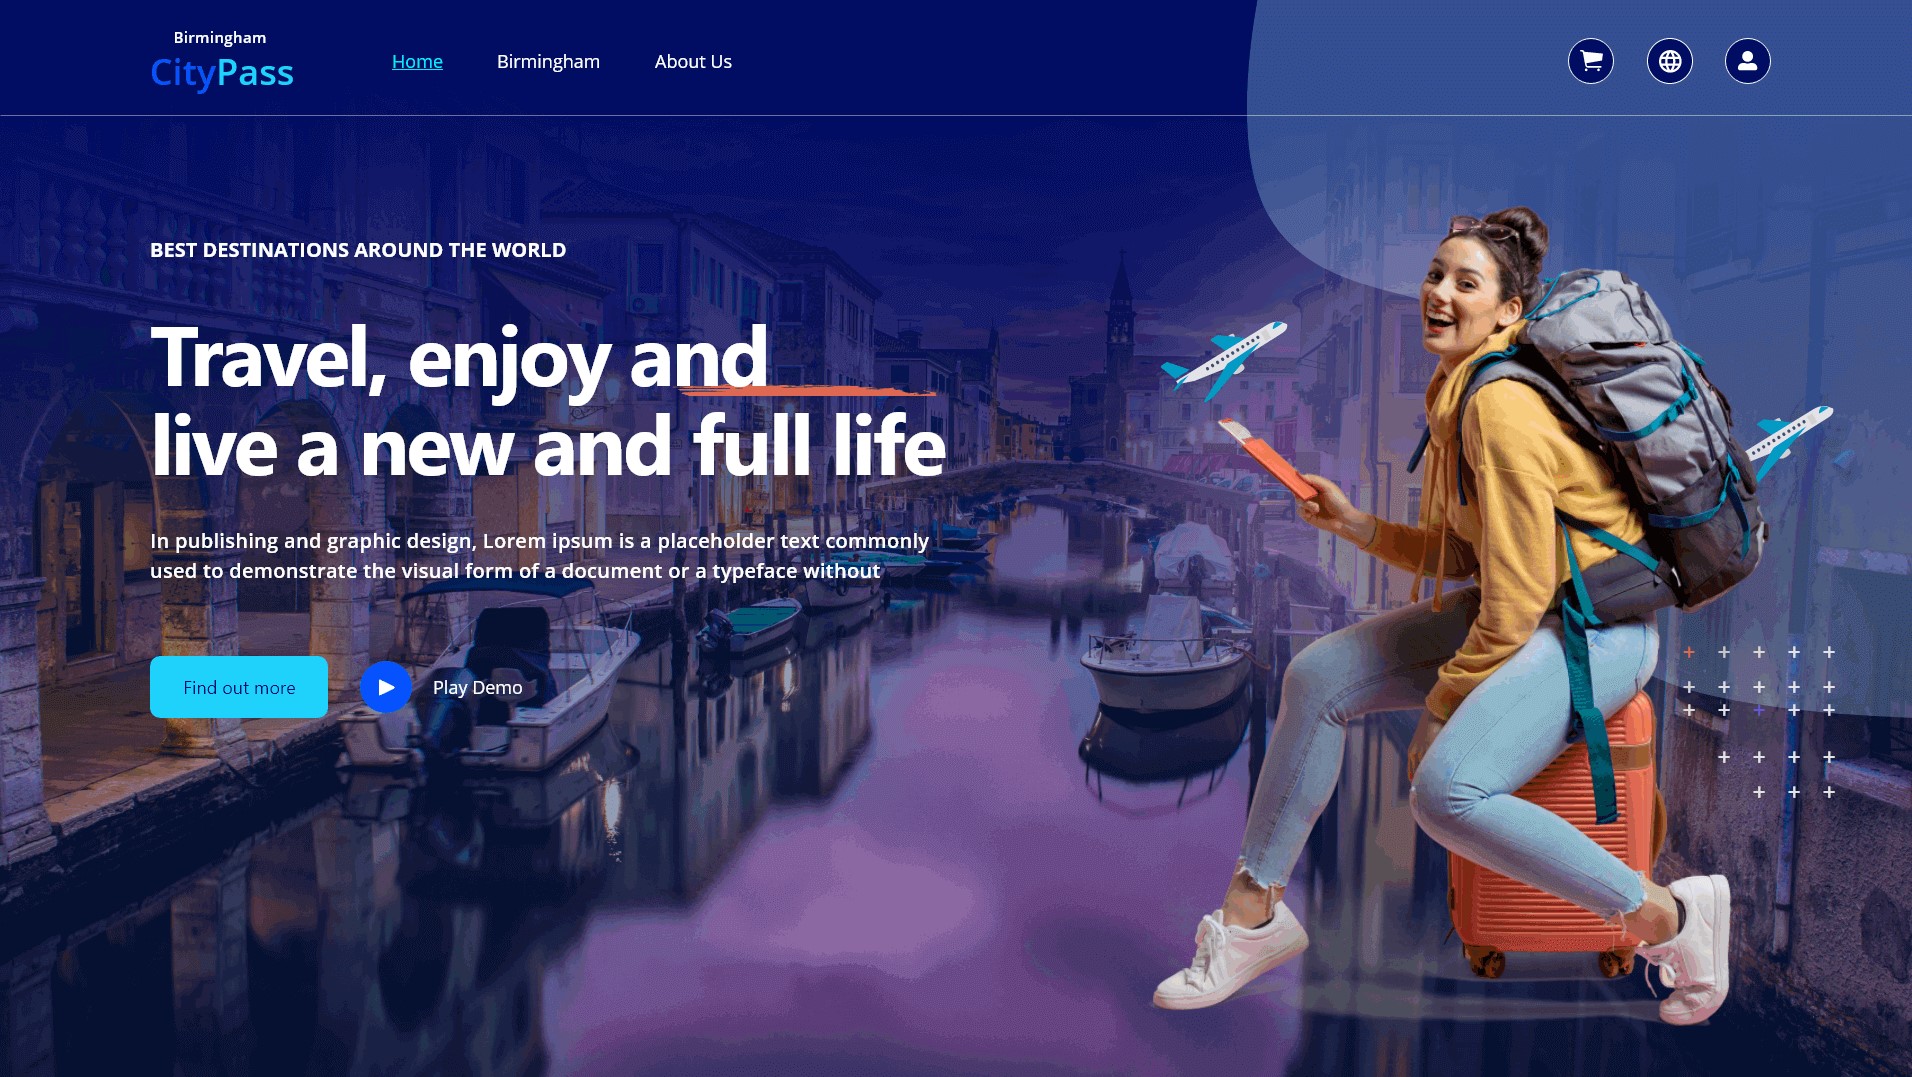 Birmingham
CityPass
Home
Birmingham
About Us
BEST DESTINATIONS AROUND THE WORLD
Travel, enjoy and
live a new and full life
In publishing and graphic design, Lorem ipsum is a placeholder text commonly
used to demonstrate the visual form of a document or a typeface without
Find out more
Play Demo